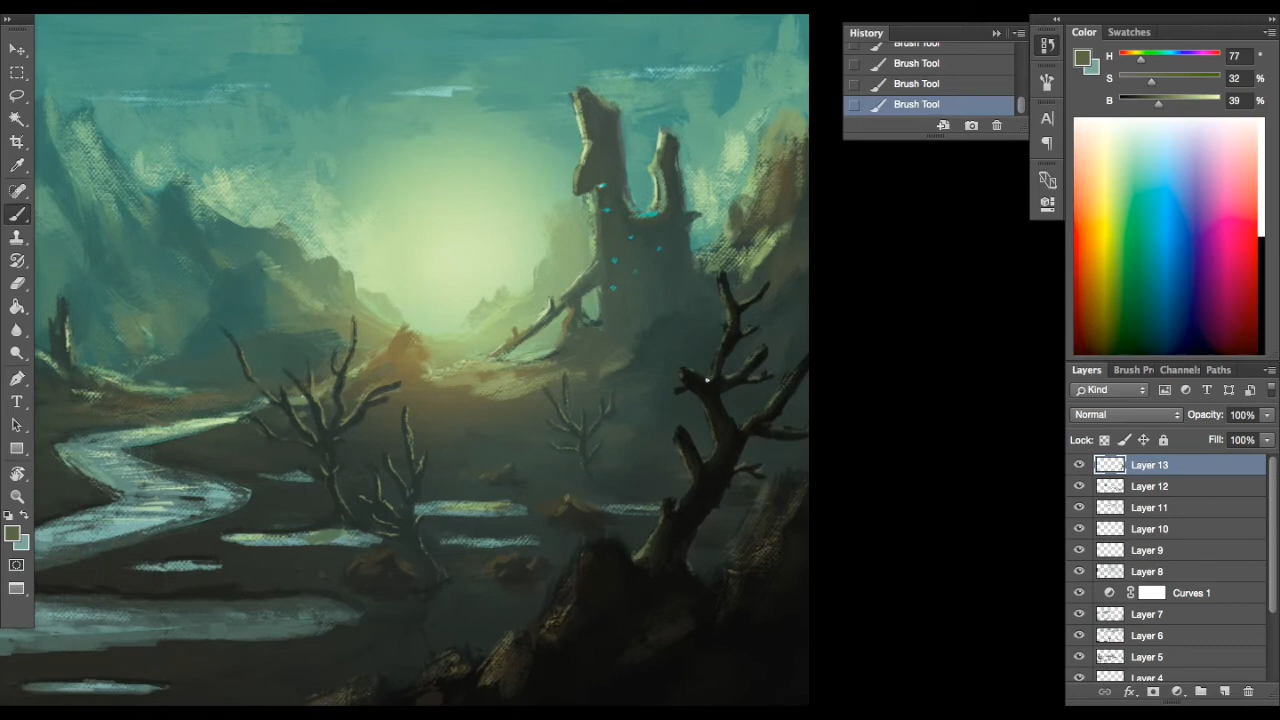 History
Brush Tool
Brush Tool
Brush Tool
Brush Tool
Color Swatches
H 77 °
S 32 %
B 39 %
Layers Brush Pr Channels Paths
Kind
Normal Opacity: 100%
Lock: Fill: 100%
Layer 13
Layer 12
Layer 11
Layer 10
Layer 9
Layer 8
Curves 1
Layer 7
Layer 6
Layer 5
Layer 4